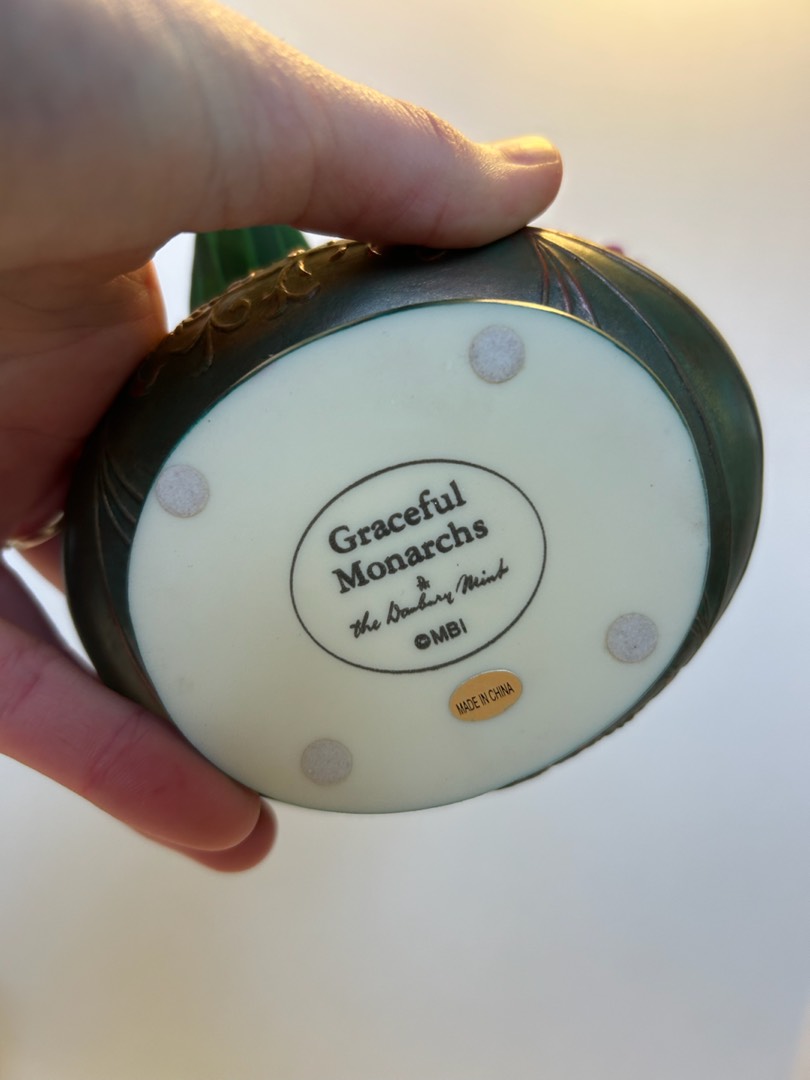 Graceful
Monarchs
the Danbury Mint
©MBI
MADE IN CHINA